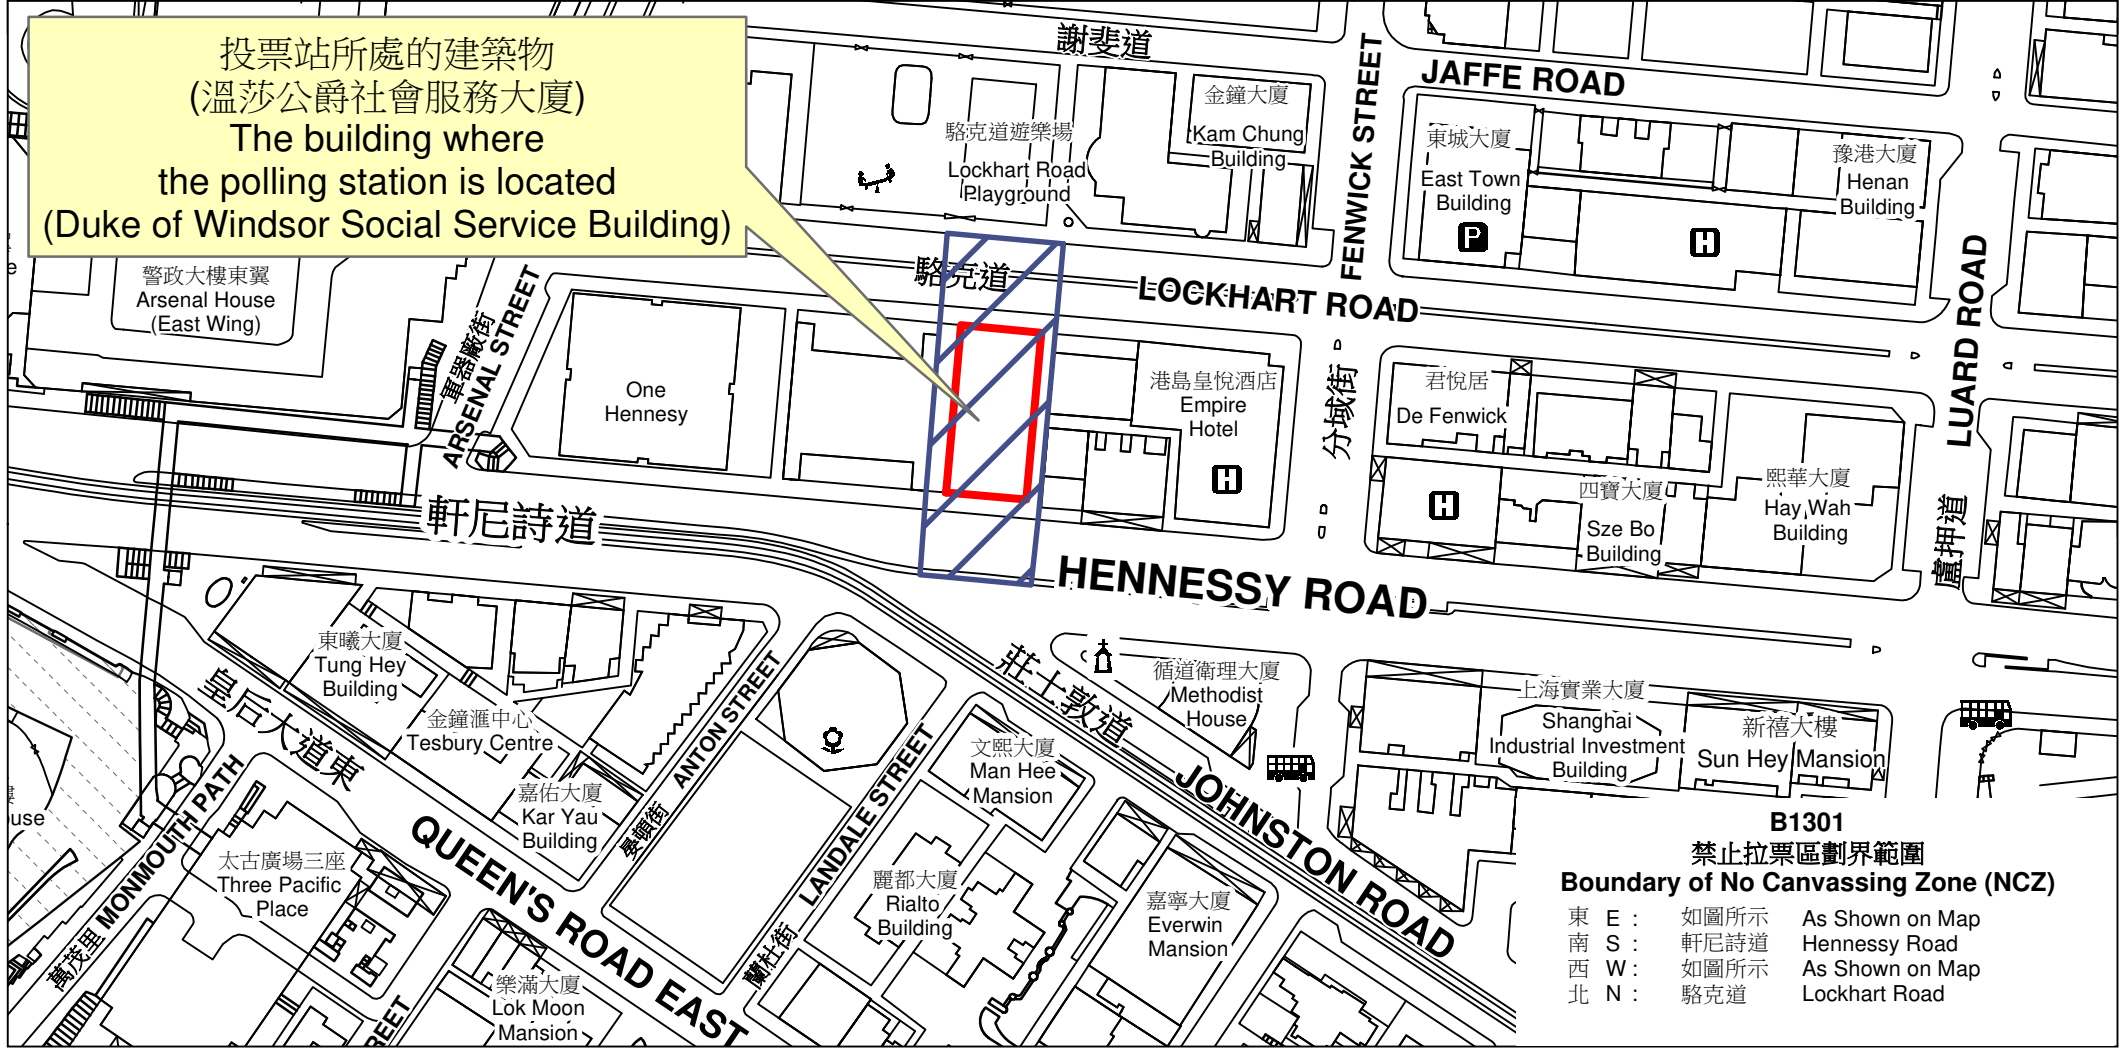 投票站所處的建築物
(溫莎公爵社會服務大廈)
The building where
the polling station is located
(Duke of Windsor Social Service Building)
謝斐道
JAFFE ROAD
FENWICK STREET
金鐘大廈
Kam Chung
Building
駱克道遊樂場
Lockhart Road
Playground
東城大廈
East Town
Building
P
H
豫港大廈
Henan
Building
警政大樓東翼
Arsenal House
(East Wing)
軍器廠街
ARSENAL STREET
駱克道
LOCKHART ROAD
LUARD ROAD
盧押道
One
Hennesy
港島皇悅酒店
Empire
Hotel
H
分域街
君悅居
De Fenwick
H
四寶大廈
Sze Bo
Building
熙華大廈
Hay Wah
Building
軒尼詩道
HENNESSY ROAD
東曦大廈
Tung Hey
Building
金鐘滙中心
Tesbury Centre
嘉佑大廈
Kar Yau
Building
皇后大道東
QUEEN'S ROAD EAST
晏頓街
ANTON STREET
蘭杜街
LANDALE STREET
莊士敦道
JOHNSTON ROAD
循道衛理大廈
Methodist
House
文熙大廈
Man Hee
Mansion
上海實業大廈
Shanghai
Industrial Investment
Building
新禧大樓
Sun Hey Mansion
萬茂里 MONMOUTH PATH
太古廣場三座
Three Pacific
Place
麗都大廈
Rialto
Building
嘉寧大廈
Everwin
Mansion
樂滿大廈
Lok Moon
Mansion
B1301
禁止拉票區劃界範圍
Boundary of No Canvassing Zone (NCZ)
東 E : 如圖所示 As Shown on Map
南 S : 軒尼詩道 Hennessy Road
西 W : 如圖所示 As Shown on Map
北 N : 駱克道 Lockhart Road